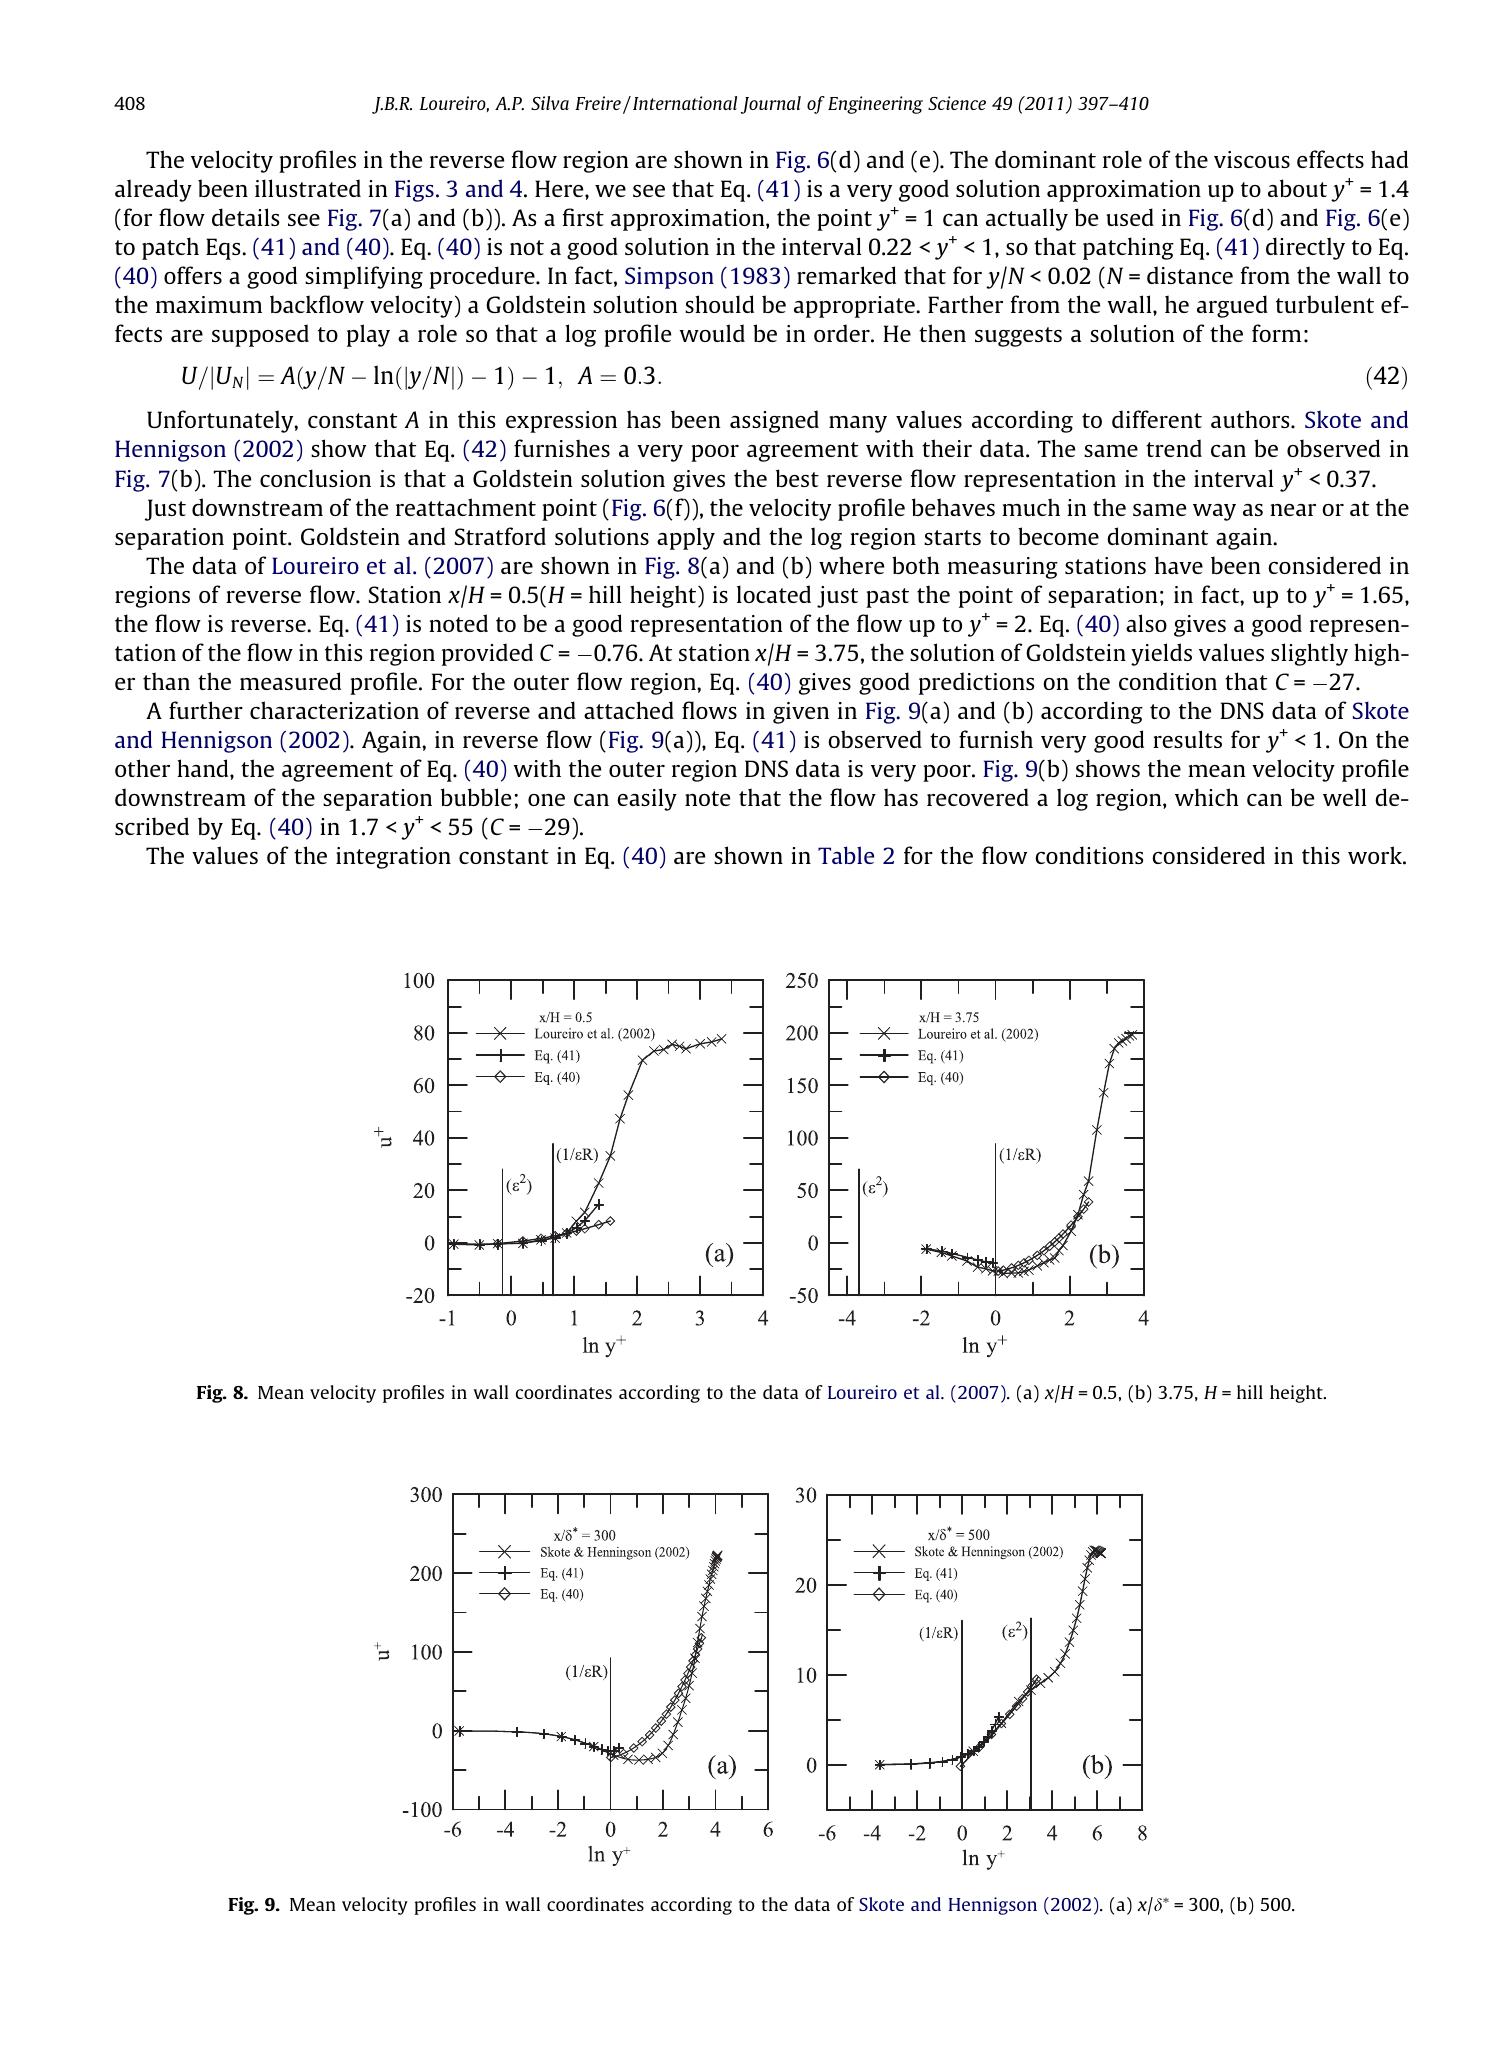 408
J.B.R. Loureiro, A.P. Silva Freire / International Journal of Engineering Science 49 (2011) 397–410
The velocity profiles in the reverse flow region are shown in Fig. 6(d) and (e). The dominant role of the viscous effects had
already been illustrated in Figs. 3 and 4. Here, we see that Eq. (41) is a very good solution approximation up to about y⁺ = 1.4
(for flow details see Fig. 7(a) and (b)). As a first approximation, the point y⁺ = 1 can actually be used in Fig. 6(d) and Fig. 6(e)
to patch Eqs. (41) and (40). Eq. (40) is not a good solution in the interval 0.22 < y⁺ < 1, so that patching Eq. (41) directly to Eq.
(40) offers a good simplifying procedure. In fact, Simpson (1983) remarked that for y/N < 0.02 (N = distance from the wall to
the maximum backflow velocity) a Goldstein solution should be appropriate. Farther from the wall, he argued turbulent ef-
fects are supposed to play a role so that a log profile would be in order. He then suggests a solution of the form:
U/|U_N| = A(y/N − ln(|y/N|) − 1) − 1, A = 0.3. (42)
Unfortunately, constant A in this expression has been assigned many values according to different authors. Skote and
Hennigson (2002) show that Eq. (42) furnishes a very poor agreement with their data. The same trend can be observed in
Fig. 7(b). The conclusion is that a Goldstein solution gives the best reverse flow representation in the interval y⁺ < 0.37.
Just downstream of the reattachment point (Fig. 6(f)), the velocity profile behaves much in the same way as near or at the
separation point. Goldstein and Stratford solutions apply and the log region starts to become dominant again.
The data of Loureiro et al. (2007) are shown in Fig. 8(a) and (b) where both measuring stations have been considered in
regions of reverse flow. Station x/H = 0.5(H = hill height) is located just past the point of separation; in fact, up to y⁺ = 1.65,
the flow is reverse. Eq. (41) is noted to be a good representation of the flow up to y⁺ = 2. Eq. (40) also gives a good represen-
tation of the flow in this region provided C = −0.76. At station x/H = 3.75, the solution of Goldstein yields values slightly high-
er than the measured profile. For the outer flow region, Eq. (40) gives good predictions on the condition that C = −27.
A further characterization of reverse and attached flows in given in Fig. 9(a) and (b) according to the DNS data of Skote
and Hennigson (2002). Again, in reverse flow (Fig. 9(a)), Eq. (41) is observed to furnish very good results for y⁺ < 1. On the
other hand, the agreement of Eq. (40) with the outer region DNS data is very poor. Fig. 9(b) shows the mean velocity profile
downstream of the separation bubble; one can easily note that the flow has recovered a log region, which can be well de-
scribed by Eq. (40) in 1.7 < y⁺ < 55 (C = −29).
The values of the integration constant in Eq. (40) are shown in Table 2 for the flow conditions considered in this work.
100
80
60
40
20
0
-20
u⁺
x/H = 0.5
Loureiro et al. (2002)
Eq. (41)
Eq. (40)
(1/εR)
(ε²)
(a)
-1 0 1 2 3 4
ln y⁺
250
200
150
100
50
0
-50
x/H = 3.75
Loureiro et al. (2002)
Eq. (41)
Eq. (40)
(1/εR)
(ε²)
(b)
-4 -2 0 2 4
ln y⁺
Fig. 8. Mean velocity profiles in wall coordinates according to the data of Loureiro et al. (2007). (a) x/H = 0.5, (b) 3.75, H = hill height.
300
200
100
0
-100
u⁺
x/δ* = 300
Skote & Henningson (2002)
Eq. (41)
Eq. (40)
(1/εR)
(a)
-6 -4 -2 0 2 4 6
ln y⁺
30
20
10
0
x/δ* = 500
Skote & Henningson (2002)
Eq. (41)
Eq. (40)
(1/εR)
(ε²)
(b)
-6 -4 -2 0 2 4 6 8
ln y⁺
Fig. 9. Mean velocity profiles in wall coordinates according to the data of Skote and Hennigson (2002). (a) x/δ* = 300, (b) 500.